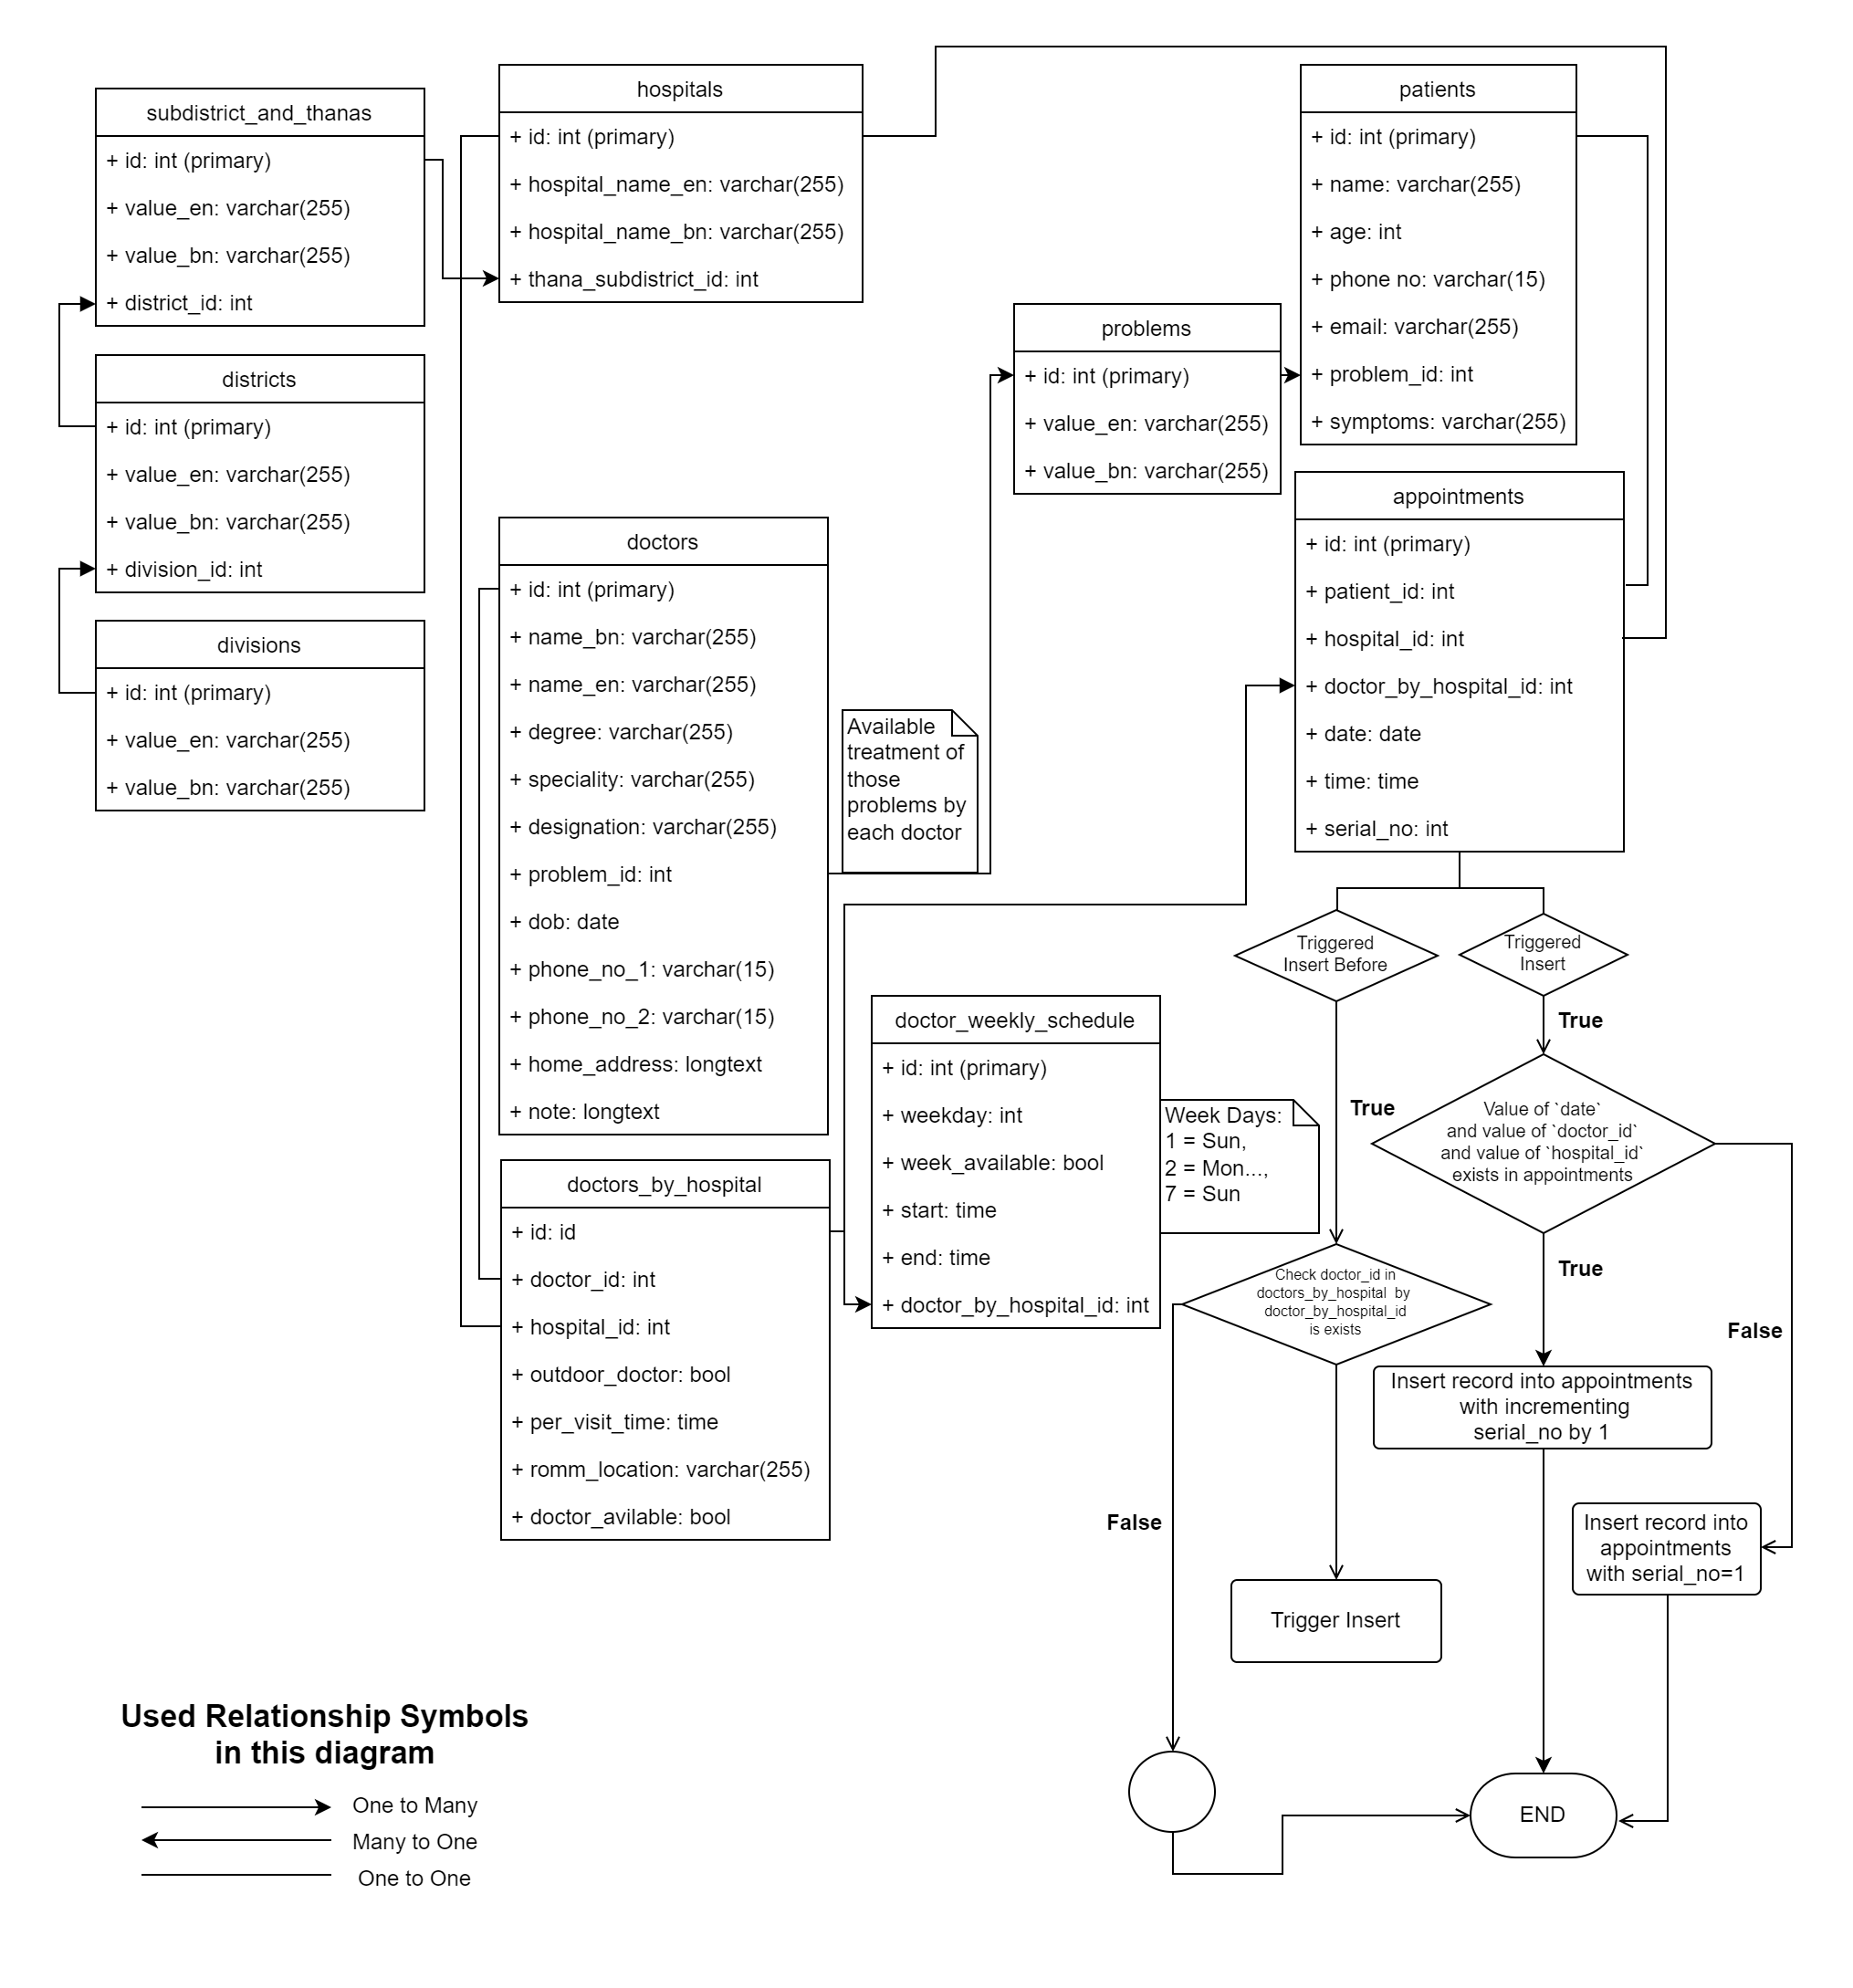 subdistrict_and_thanas
+ id: int (primary)
+ value_en: varchar(255)
+ value_bn: varchar(255)
+ district_id: int
districts
+ id: int (primary)
+ value_en: varchar(255)
+ value_bn: varchar(255)
+ division_id: int
divisions
+ id: int (primary)
+ value_en: varchar(255)
+ value_bn: varchar(255)
hospitals
+ id: int (primary)
+ hospital_name_en: varchar(255)
+ hospital_name_bn: varchar(255)
+ thana_subdistrict_id: int
doctors
+ id: int (primary)
+ name_bn: varchar(255)
+ name_en: varchar(255)
+ degree: varchar(255)
+ speciality: varchar(255)
+ designation: varchar(255)
+ problem_id: int
+ dob: date
+ phone_no_1: varchar(15)
+ phone_no_2: varchar(15)
+ home_address: longtext
+ note: longtext
Available
treatment of
those
problems by
each doctor
doctors_by_hospital
+ id: id
+ doctor_id: int
+ hospital_id: int
+ outdoor_doctor: bool
+ per_visit_time: time
+ romm_location: varchar(255)
+ doctor_avilable: bool
problems
+ id: int (primary)
+ value_en: varchar(255)
+ value_bn: varchar(255)
patients
+ id: int (primary)
+ name: varchar(255)
+ age: int
+ phone no: varchar(15)
+ email: varchar(255)
+ problem_id: int
+ symptoms: varchar(255)
appointments
+ id: int (primary)
+ patient_id: int
+ hospital_id: int
+ doctor_by_hospital_id: int
+ date: date
+ time: time
+ serial_no: int
doctor_weekly_schedule
+ id: int (primary)
+ weekday: int
+ week_available: bool
+ start: time
+ end: time
+ doctor_by_hospital_id: int
Week Days:
1 = Sun,
2 = Mon...,
7 = Sun
Triggered
Insert Before
Triggered
Insert
True
True
Value of `date`
and value of `doctor_id`
and value of `hospital_id`
exists in appointments
True
False
Check doctor_id in
doctors_by_hospital by
doctor_by_hospital_id
is exists
Insert record into appointments
with incrementing
serial_no by 1
False
Insert record into
appointments
with serial_no=1
Trigger Insert
END
Used Relationship Symbols
in this diagram
One to Many
Many to One
One to One